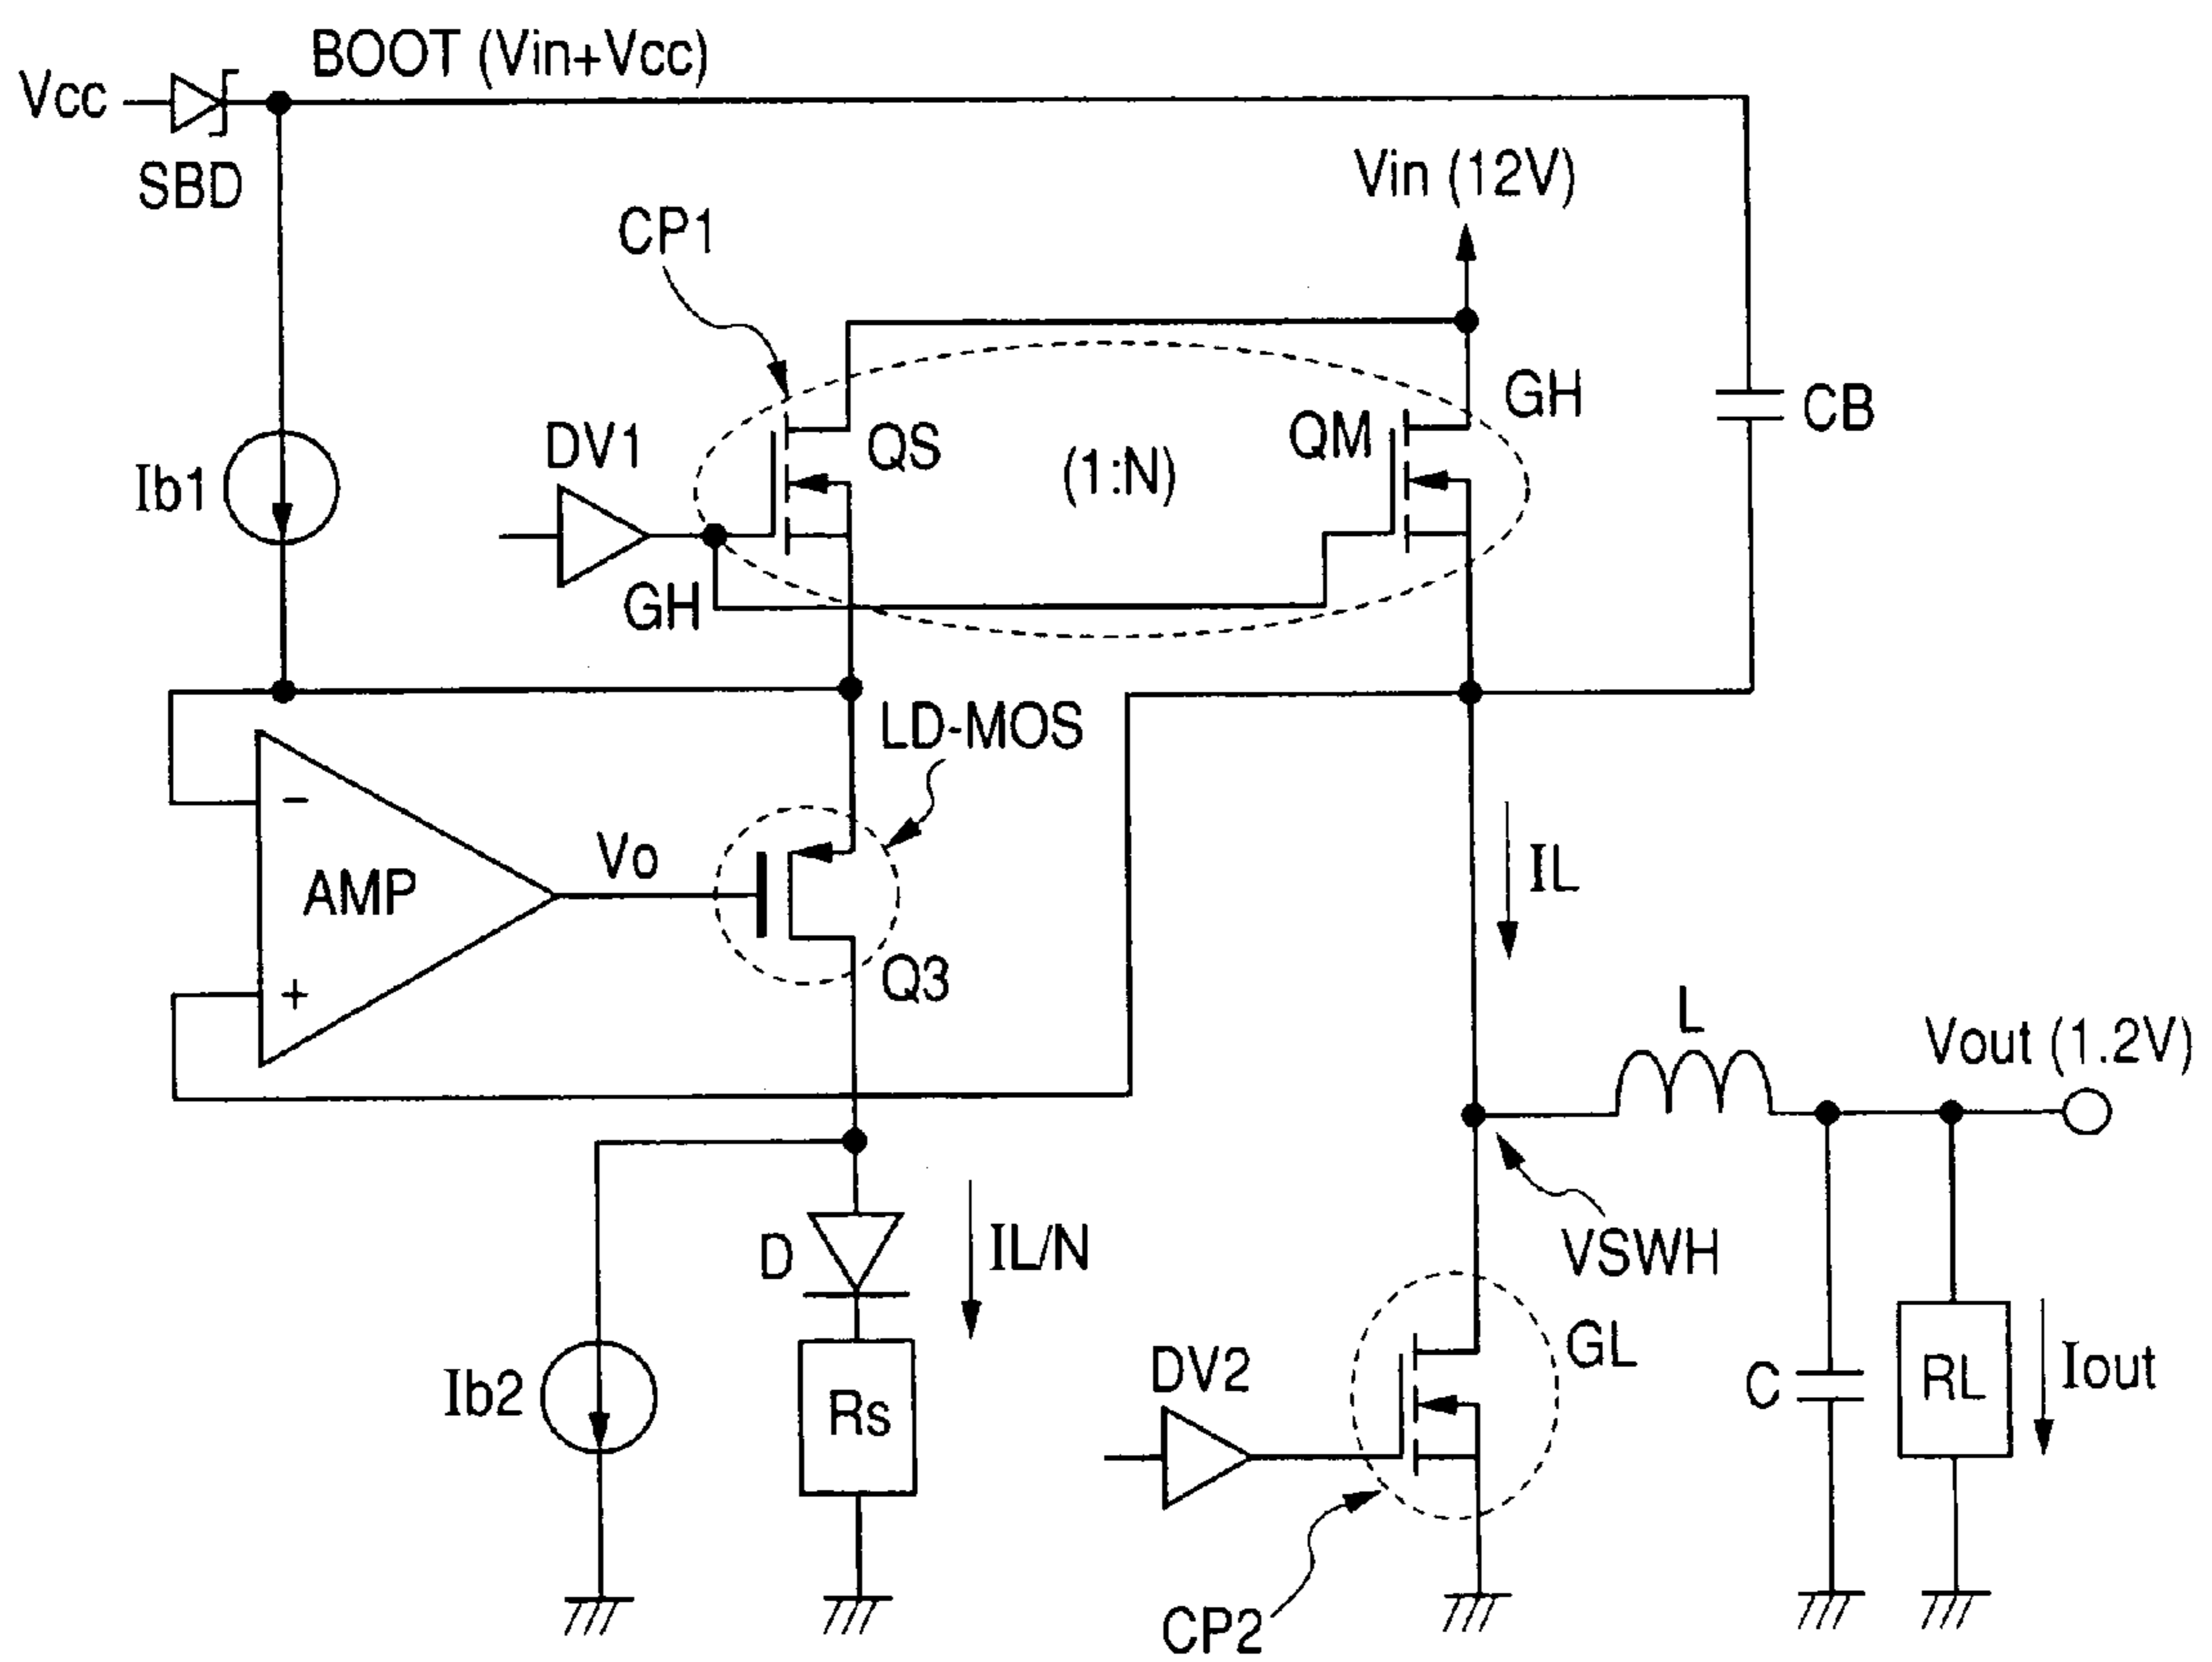 BOOT (Vin+Vcc)
Vcc
SBD
Vin (12V)
CP1
GH
CB
QM
DV1
QS
(1:N)
Ib1
GH
LD-MOS
−
Vo
AMP
IL
Q3
+
L
Vout (1.2V)
D
IL/N
VSWH
GL
DV2
C
RL
Iout
Ib2
Rs
CP2